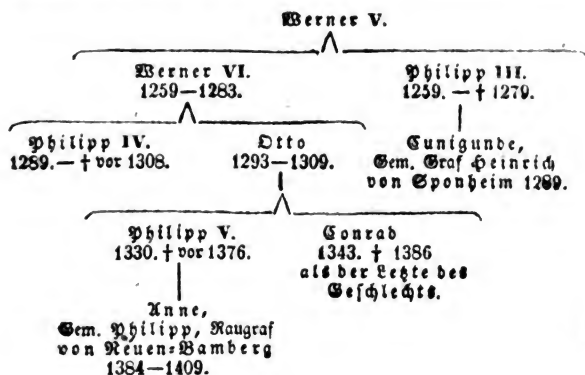 Werner V.
Werner VI.
1259—1283.
Philipp III.
1259. — † 1279.
Philipp IV.
1289. — † vor 1308.
Otto
1293—1309.
Cunigunde,
Gem. Graf Heinrich
von Sponheim 1289.
Philipp V.
1330. † vor 1376.
Conrad
1343. † 1386
als der Letzte des
Geschlechts.
Anne,
Gem. Philipp, Raugraf
von Neuen-Bamberg
1384—1409.